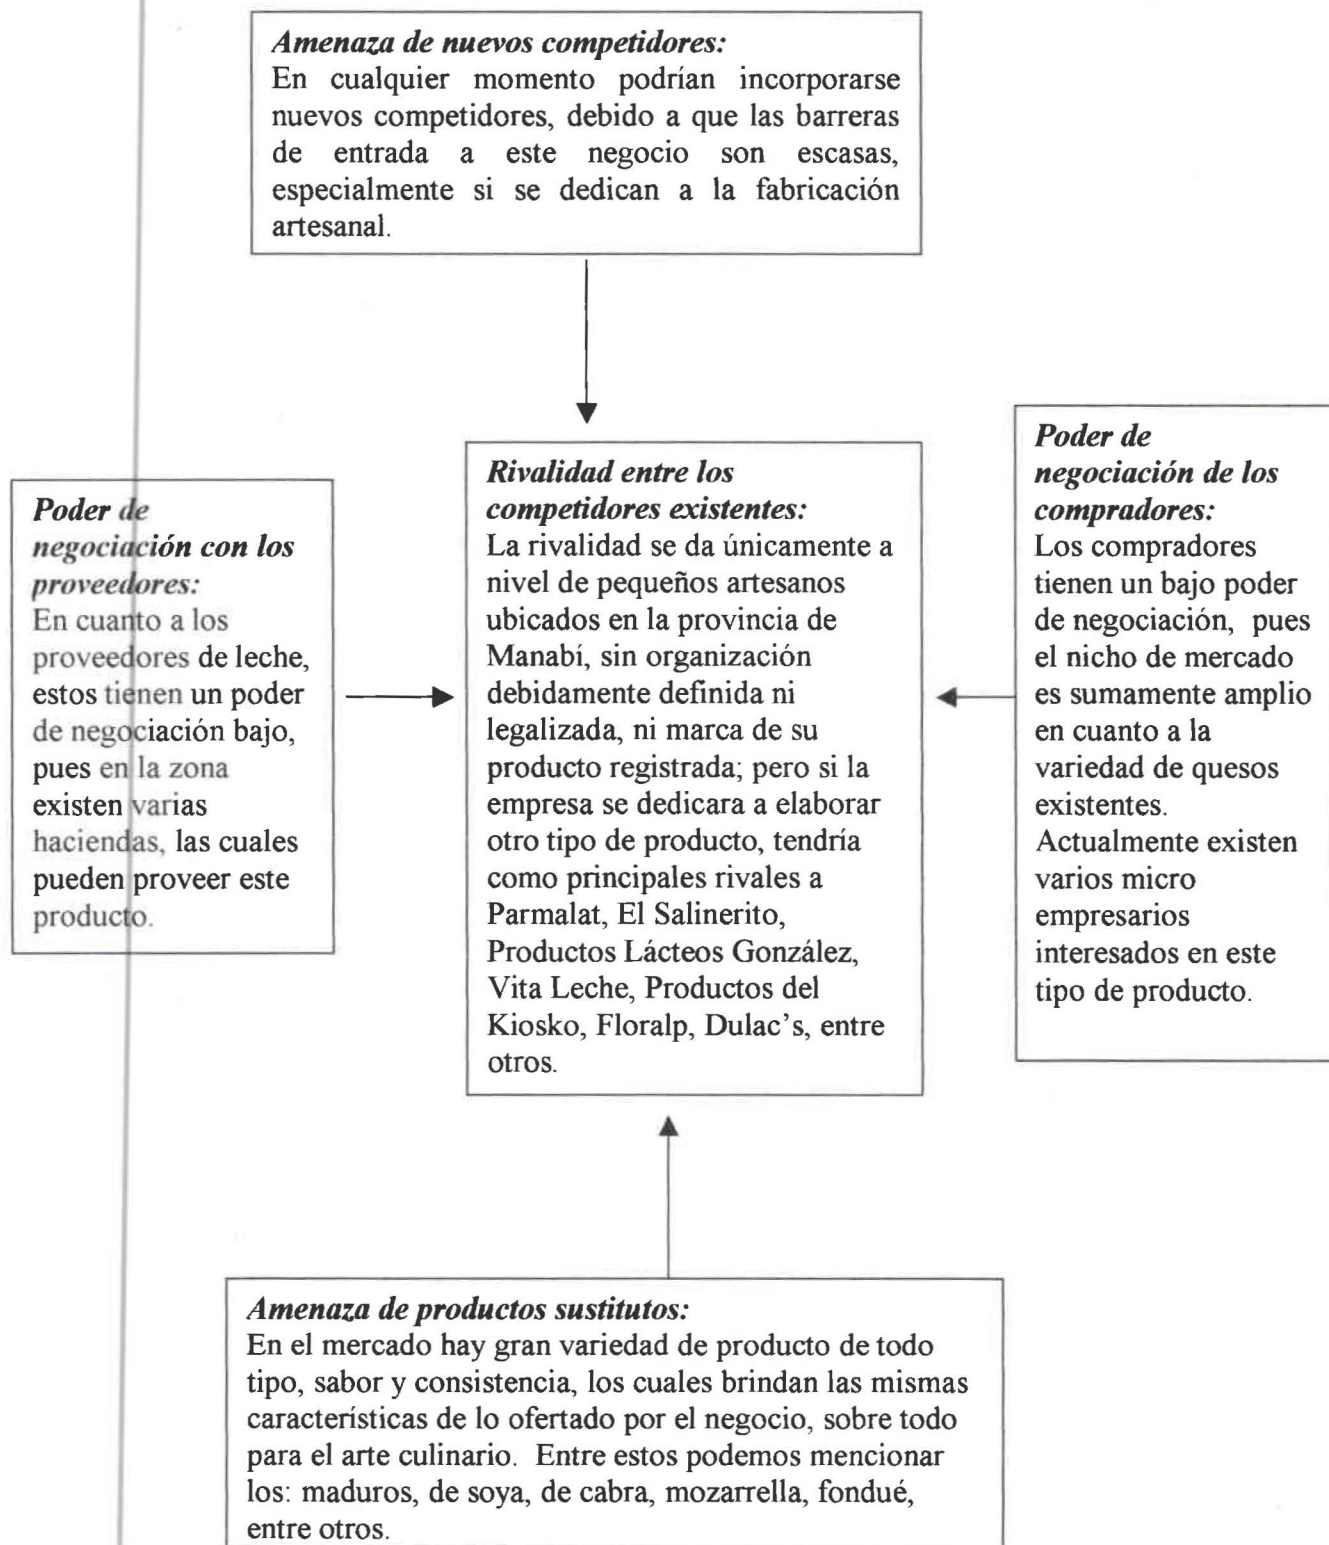 Amenaza de nuevos competidores:
En cualquier momento podrían incorporarse
nuevos competidores, debido a que las barreras
de entrada a este negocio son escasas,
especialmente si se dedican a la fabricación
artesanal.
Poder de
negociación con los
proveedores:
En cuanto a los
proveedores de leche,
estos tienen un poder
de negociación bajo,
pues en la zona
existen varias
haciendas, las cuales
pueden proveer este
producto.
Rivalidad entre los
competidores existentes:
La rivalidad se da únicamente a
nivel de pequeños artesanos
ubicados en la provincia de
Manabí, sin organización
debidamente definida ni
legalizada, ni marca de su
producto registrada; pero si la
empresa se dedicara a elaborar
otro tipo de producto, tendría
como principales rivales a
Parmalat, El Salinerito,
Productos Lácteos González,
Vita Leche, Productos del
Kiosko, Floralp, Dulac's, entre
otros.
Poder de
negociación de los
compradores:
Los compradores
tienen un bajo poder
de negociación, pues
el nicho de mercado
es sumamente amplio
en cuanto a la
variedad de quesos
existentes.
Actualmente existen
varios micro
empresarios
interesados en este
tipo de producto.
Amenaza de productos sustitutos:
En el mercado hay gran variedad de producto de todo
tipo, sabor y consistencia, los cuales brindan las mismas
características de lo ofertado por el negocio, sobre todo
para el arte culinario. Entre estos podemos mencionar
los: maduros, de soya, de cabra, mozarrella, fondué,
entre otros.